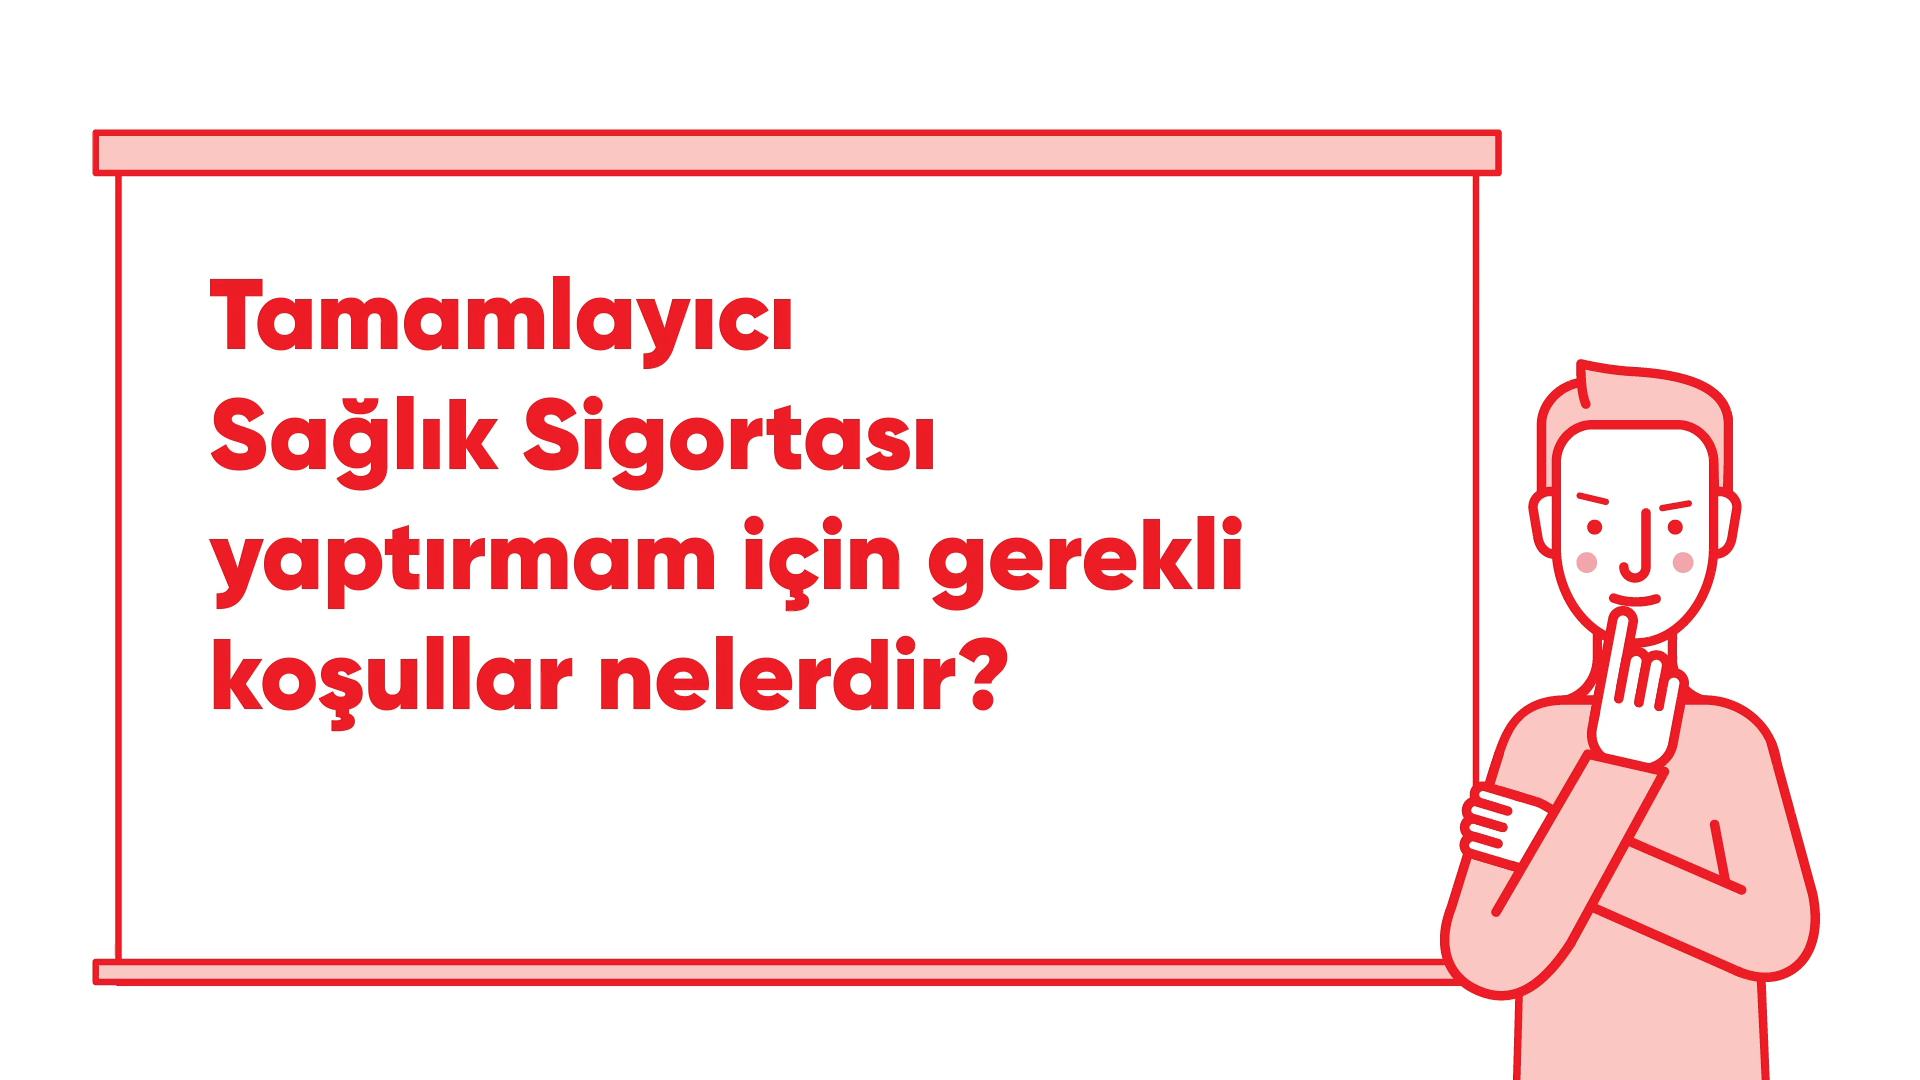 Tamamlayıcı
Sağlık Sigortası
yaptırmam için gerekli
koşullar nelerdir?